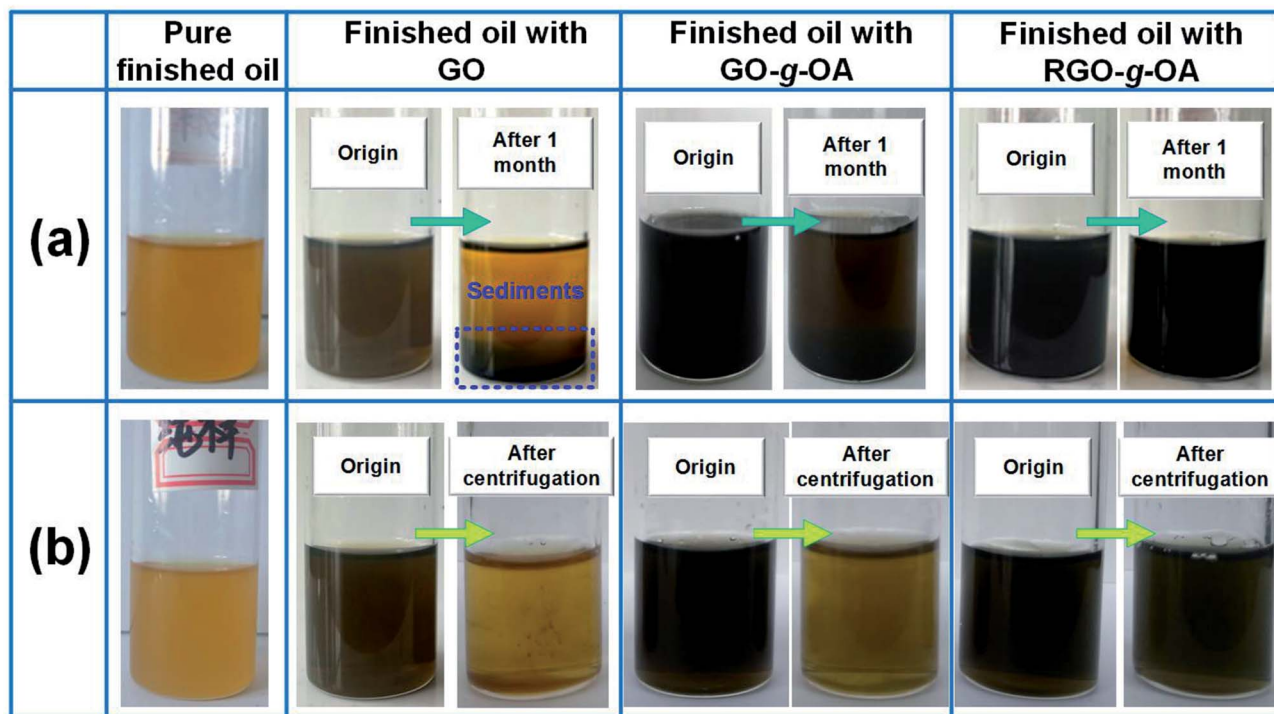 Pure
finished oil
Finished oil with
GO
Finished oil with
GO-g-OA
Finished oil with
RGO-g-OA
(a)
Origin
After 1
month
Sediments
Origin
After 1
month
Origin
After 1
month
(b)
Origin
After
centrifugation
Origin
After
centrifugation
Origin
After
centrifugation